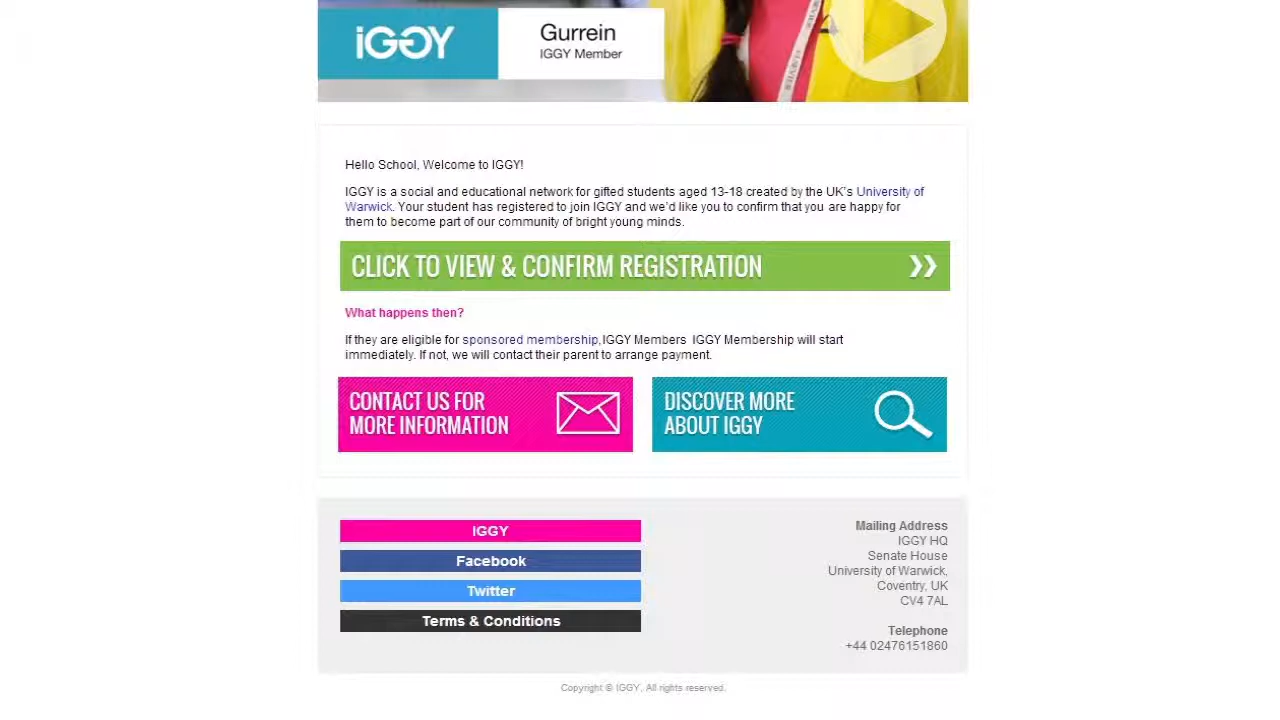 iGGY
Gurrein
IGGY Member
Hello School, Welcome to IGGY!
IGGY is a social and educational network for gifted students aged 13-18 created by the UK's University of
Warwick. Your student has registered to join IGGY and we'd like you to confirm that you are happy for
them to become part of our community of bright young minds.
CLICK TO VIEW & CONFIRM REGISTRATION
What happens then?
If they are eligible for sponsored membership,IGGY Members IGGY Membership will start
immediately. If not, we will contact their parent to arrange payment.
CONTACT US FOR
MORE INFORMATION
DISCOVER MORE
ABOUT IGGY
IGGY
Facebook
Twitter
Terms & Conditions
Mailing Address
IGGY HQ
Senate House
University of Warwick,
Coventry, UK
CV4 7AL
Telephone
+44 02476151860
Copyright © IGGY, All rights reserved.